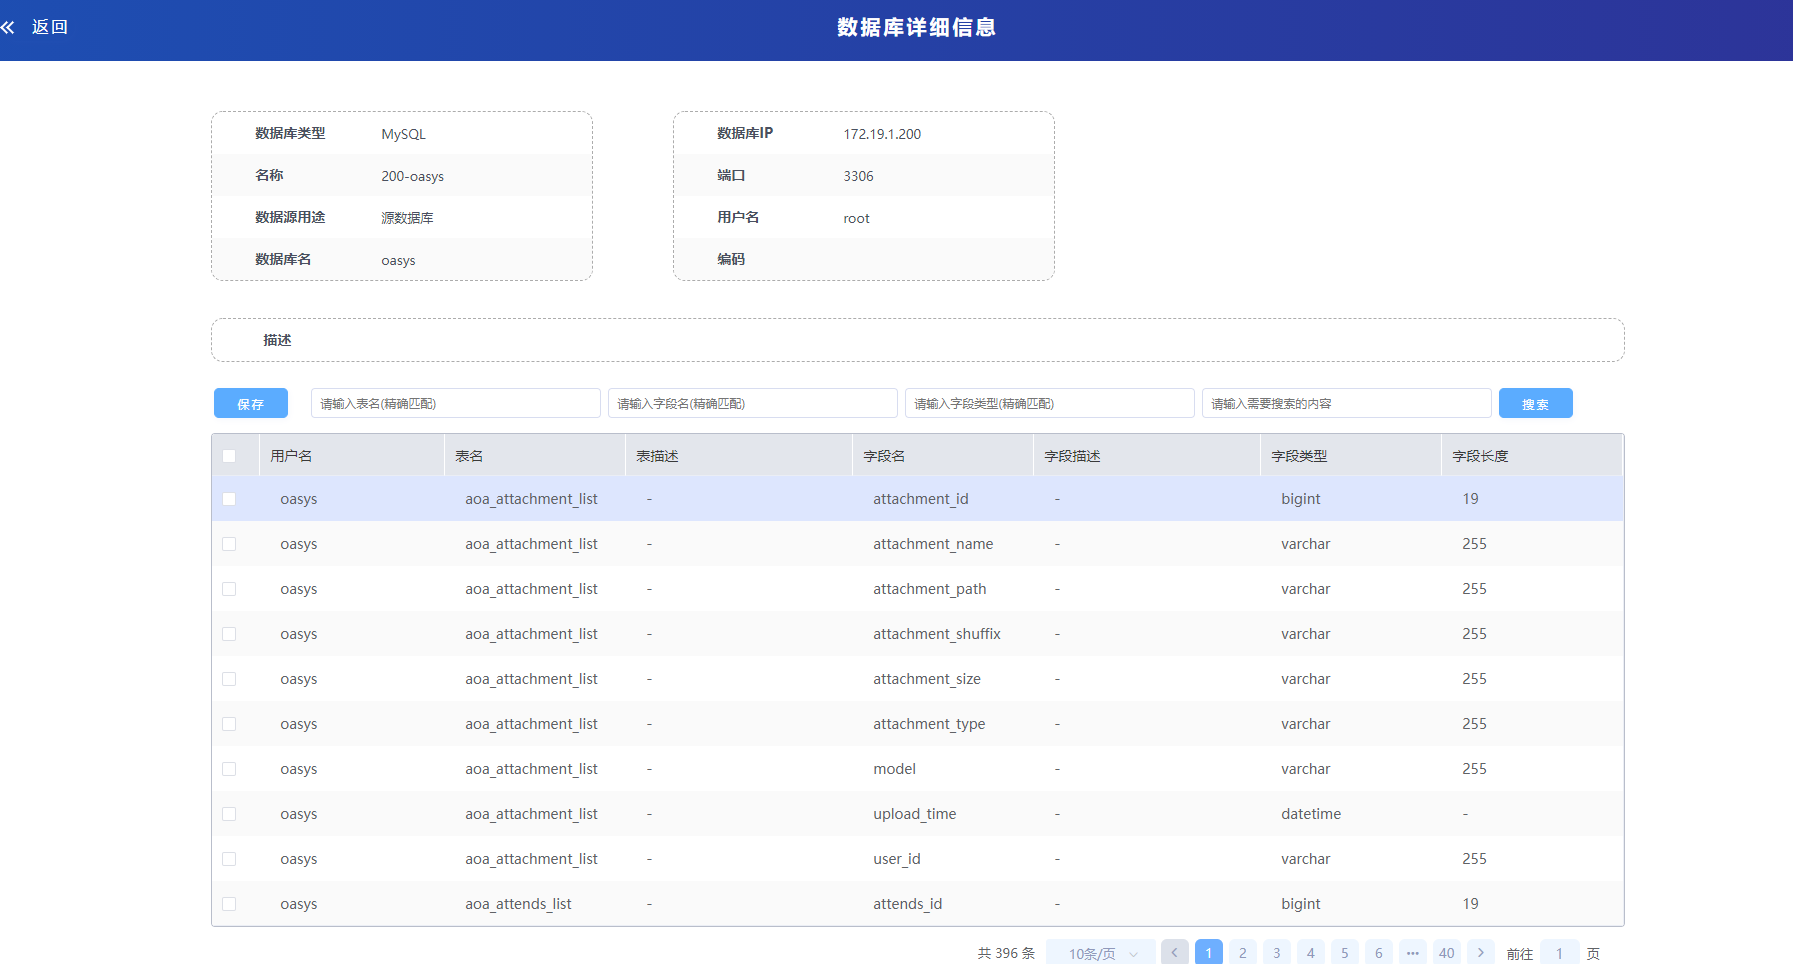 返回
数据库详细信息
数据库类型 MySQL
名称 200-oasys
数据源用途 源数据库
数据库名 oasys
数据库IP 172.19.1.200
端口 3306
用户名 root
编码
描述
保存 请输入表名(精确匹配) 请输入字段名(精确匹配) 请输入字段类型(精确匹配) 请输入需要搜索的内容 搜索
用户名 表名 表描述 字段名 字段描述 字段类型 字段长度
oasys aoa_attachment_list - attachment_id - bigint 19
oasys aoa_attachment_list - attachment_name - varchar 255
oasys aoa_attachment_list - attachment_path - varchar 255
oasys aoa_attachment_list - attachment_shuffix - varchar 255
oasys aoa_attachment_list - attachment_size - varchar 255
oasys aoa_attachment_list - attachment_type - varchar 255
oasys aoa_attachment_list - model - varchar 255
oasys aoa_attachment_list - upload_time - datetime -
oasys aoa_attachment_list - user_id - varchar 255
oasys aoa_attends_list - attends_id - bigint 19
共 396 条 10条/页 1 2 3 4 5 6 ••• 40 前往 1 页